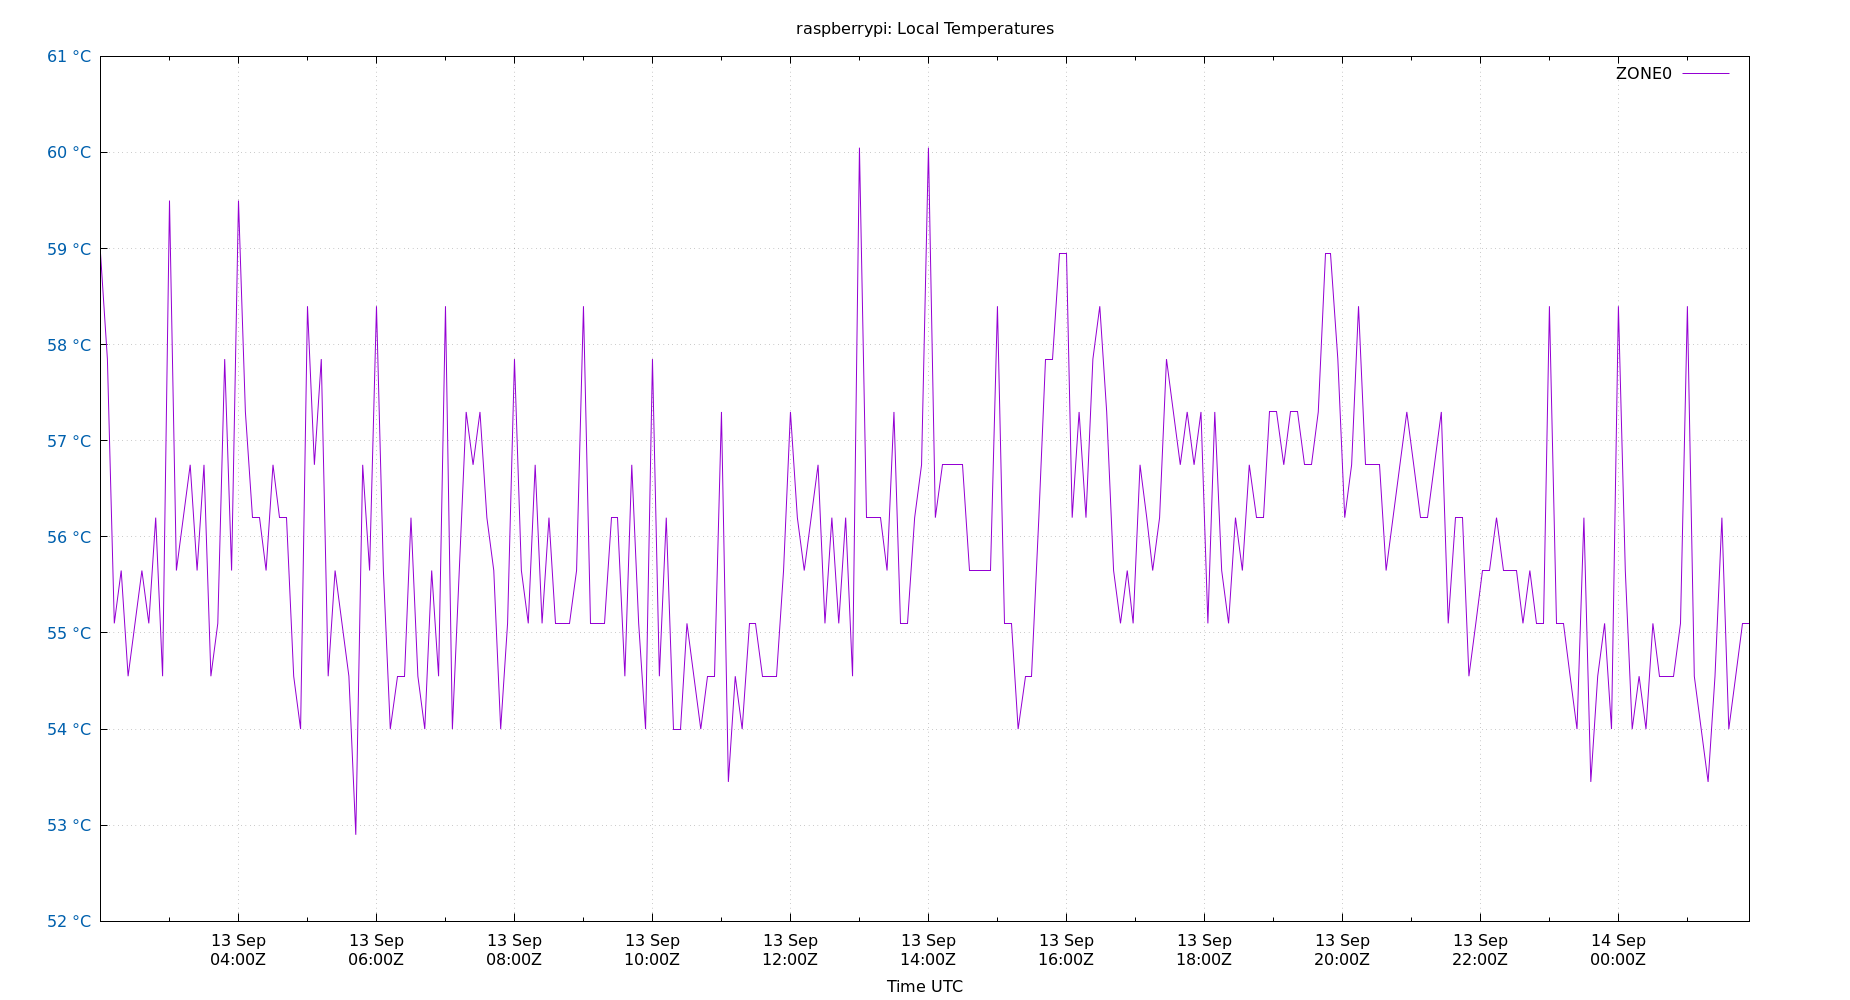 raspberrypi: Local Temperatures
61 °C
ZONE0
60 °C
59 °C
58 °C
57 °C
56 °C
55 °C
54 °C
53 °C
52 °C
13 Sep 13 Sep 13 Sep 13 Sep 13 Sep 13 Sep 13 Sep 13 Sep 13 Sep 13 Sep 14 Sep
04:00Z 06:00Z 08:00Z 10:00Z 12:00Z 14:00Z 16:00Z 18:00Z 20:00Z 22:00Z 00:00Z
Time UTC